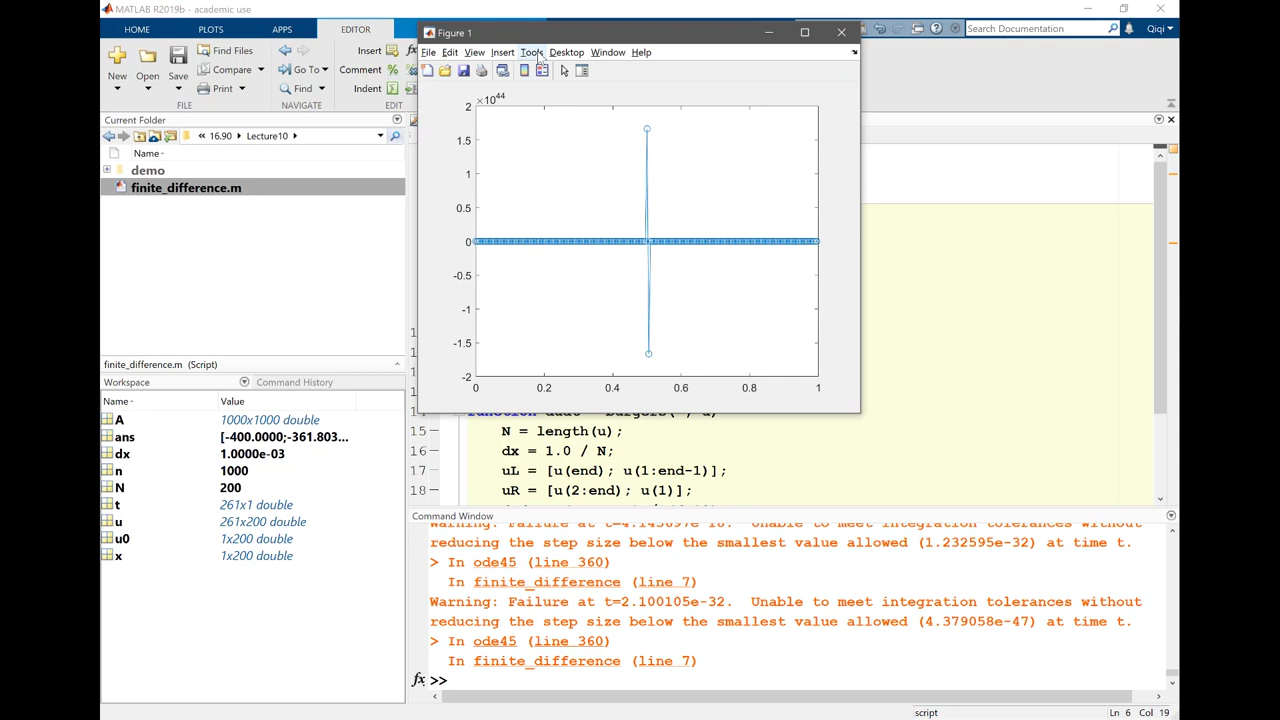 MATLAB R2019b - academic use
HOME
PLOTS
APPS
EDITOR
Search Documentation
Qiqi
New
Open
Save
Find Files
Compare
Print
Go To
Insert
Comment
Indent
fx
FILE
NAVIGATE
EDIT
Current Folder
« 16.90 ▸ Lecture10 ▸
Name
demo
finite_difference.m
finite_difference.m (Script)
Workspace
Command History
Name
Value
A 1000x1000 double
ans [-400.0000;-361.803...
dx 1.0000e-03
n 1000
N 200
t 261x1 double
u 261x200 double
u0 1x200 double
x 1x200 double
Figure 1
File Edit View Insert Tools Desktop Window Help
×10^44
2
1.5
1
0.5
0
-0.5
-1
-1.5
-2
0 0.2 0.4 0.6 0.8 1
15 N = length(u);
16 dx = 1.0 / N;
17 uL = [u(end); u(1:end-1)];
18 uR = [u(2:end); u(1)];
Command Window
reducing the step size below the smallest value allowed (1.232595e-32) at time t.
> In ode45 (line 360)
In finite_difference (line 7)
Warning: Failure at t=2.100105e-32. Unable to meet integration tolerances without
reducing the step size below the smallest value allowed (4.379058e-47) at time t.
> In ode45 (line 360)
In finite_difference (line 7)
fx >>
script
Ln 6 Col 19